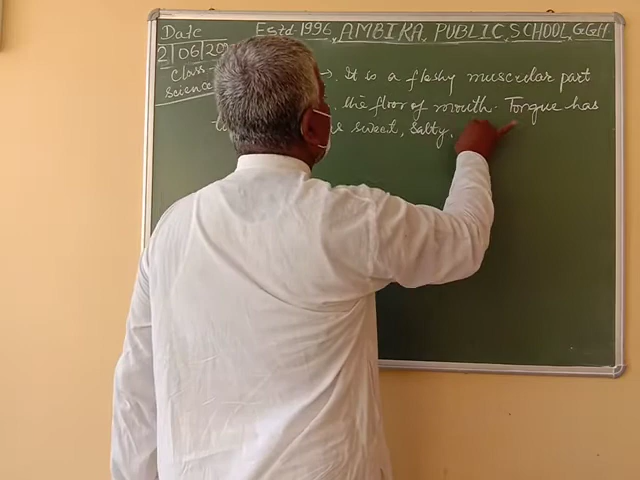 Date Estd. 1996 AMBIKA PUBLIC SCHOOL, GGH
2/06/202
Class
Science
→. It is a fleshy muscular part
the floor of mouth. Tongue has
sweet, salty,